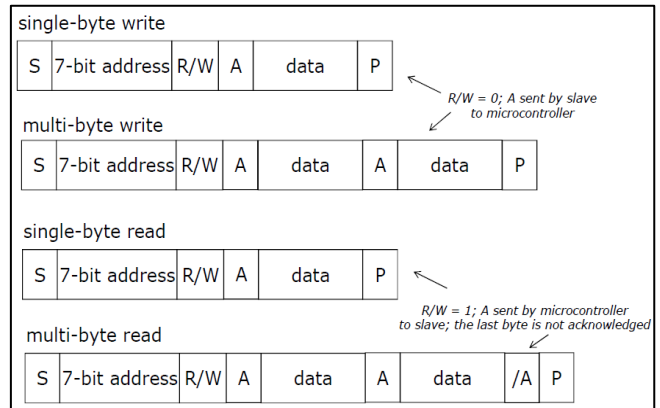 single-byte write
S 7-bit address R/W A data P
R/W = 0; A sent by slave
to microcontroller
multi-byte write
S 7-bit address R/W A data A data P
single-byte read
S 7-bit address R/W A data P
R/W = 1; A sent by microcontroller
to slave; the last byte is not acknowledged
multi-byte read
S 7-bit address R/W A data A data /A P